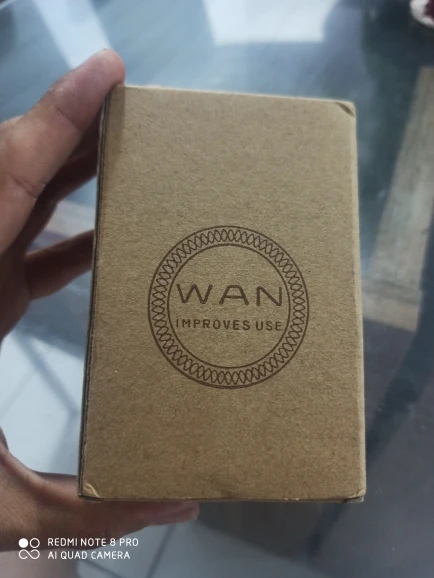 WAN
IMPROVES USE
REDMI NOTE 8 PRO
AI QUAD CAMERA